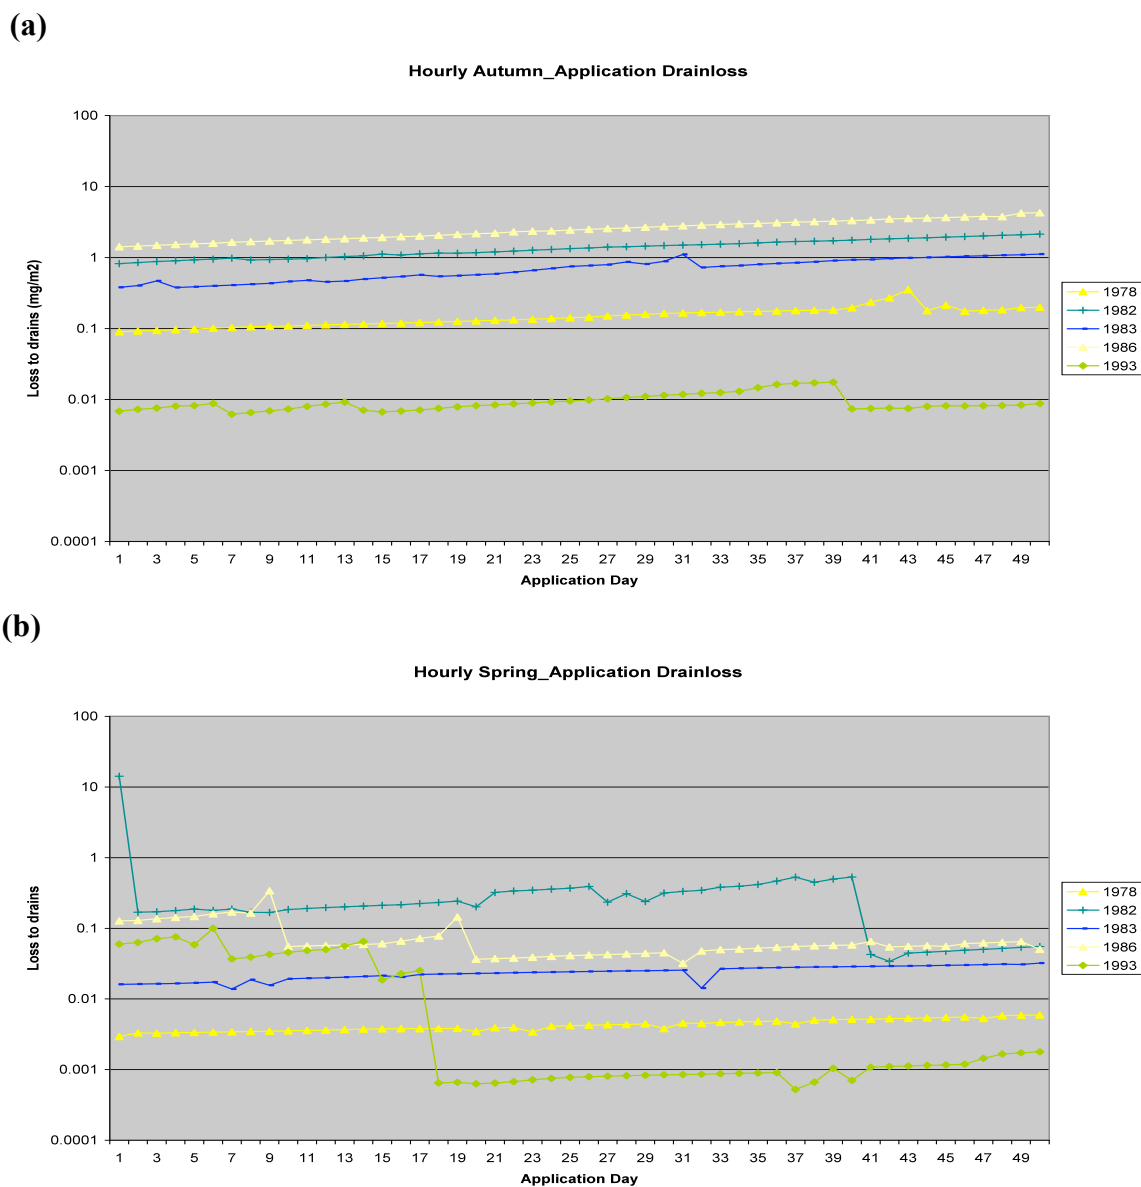 (a)
Hourly Autumn_Application Drainloss
100
10
1
0.1
0.01
0.001
0.0001
Loss to drains (mg/m2)
1 3 5 7 9 11 13 15 17 19 21 23 25 27 29 31 33 35 37 39 41 43 45 47 49
Application Day
1978
1982
1983
1986
1993
(b)
Hourly Spring_Application Drainloss
100
10
1
0.1
0.01
0.001
0.0001
Loss to drains
1 3 5 7 9 11 13 15 17 19 21 23 25 27 29 31 33 35 37 39 41 43 45 47 49
Application Day
1978
1982
1983
1986
1993